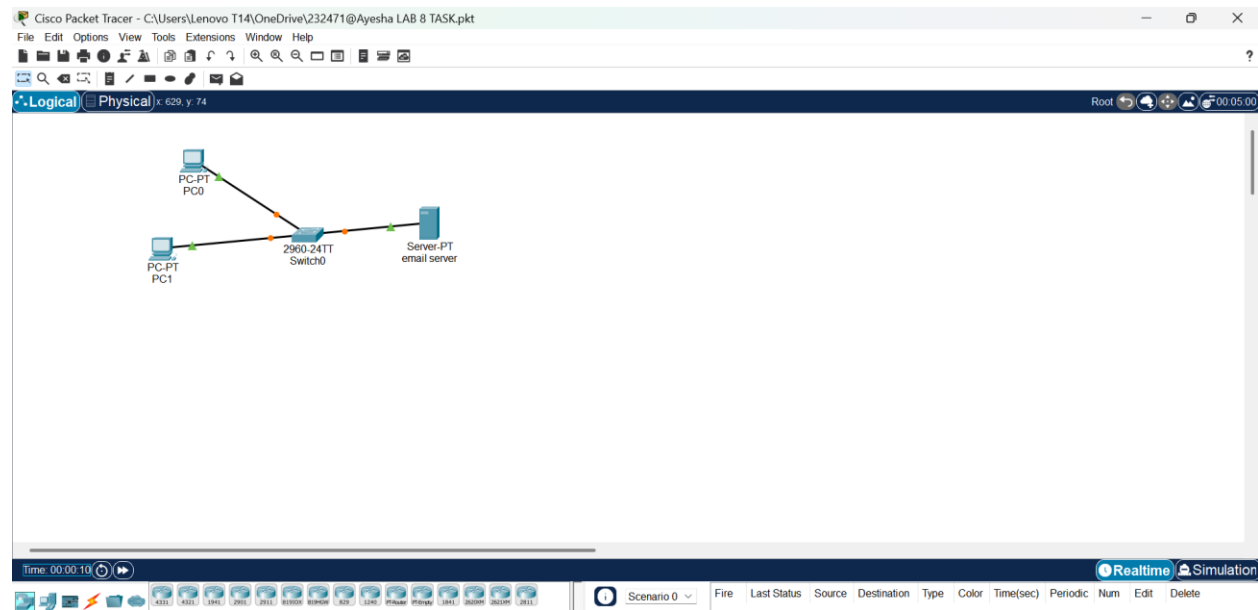 Cisco Packet Tracer - C:\Users\Lenovo T14\OneDrive\232471@Ayesha LAB 8 TASK.pkt
File Edit Options View Tools Extensions Window Help
?
Logical Physical x: 629, y: 74 Root 00:05:00
PC-PT
PC0
PC-PT
PC1
2960-24TT
Switch0
Server-PT
email server
Time: 00:00:10 Realtime Simulation
4331 4321 1941 2901 2911 819HGW 829 1240 PT-Router PT-Empty 1841 2620XM 2621XM 2811
Scenario 0 Fire Last Status Source Destination Type Color Time(sec) Periodic Num Edit Delete